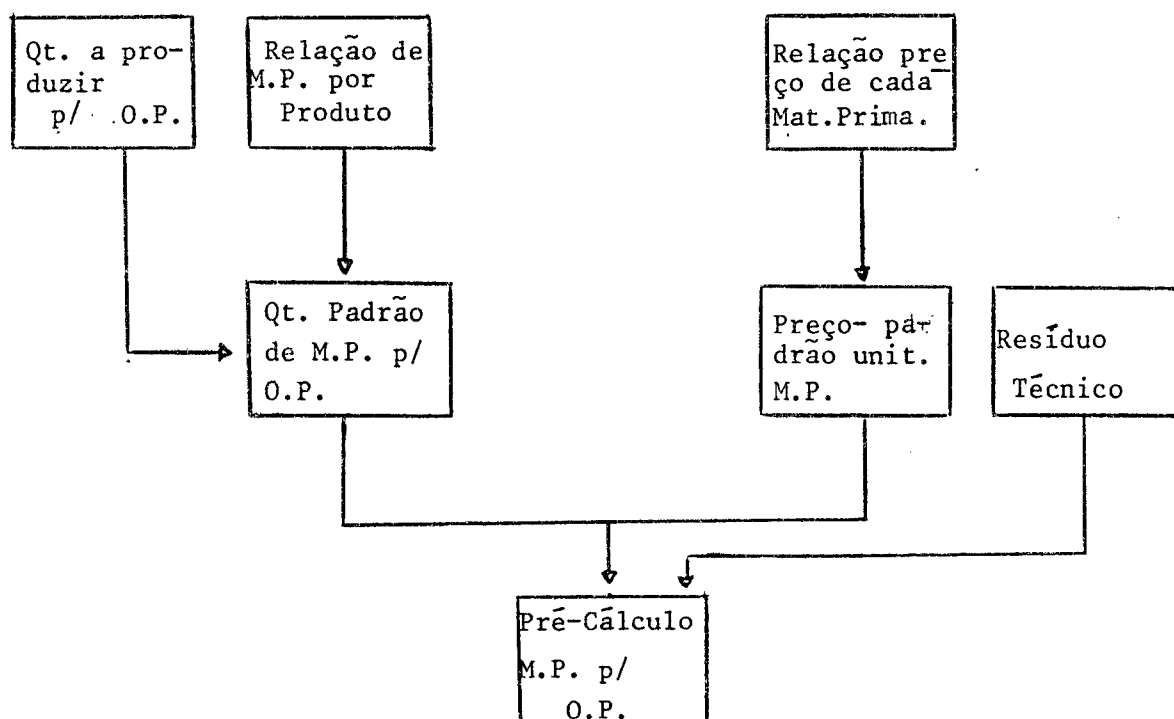 Qt. a pro-
duzir
p/ O.P.
Relação de
M.P. por
Produto
Relação pre
ço de cada
Mat.Prima.
Qt. Padrão
de M.P. p/
O.P.
Preço- pa-
drão unit.
M.P.
Resíduo
Técnico
Pré-Cálculo
M.P. p/
O.P.